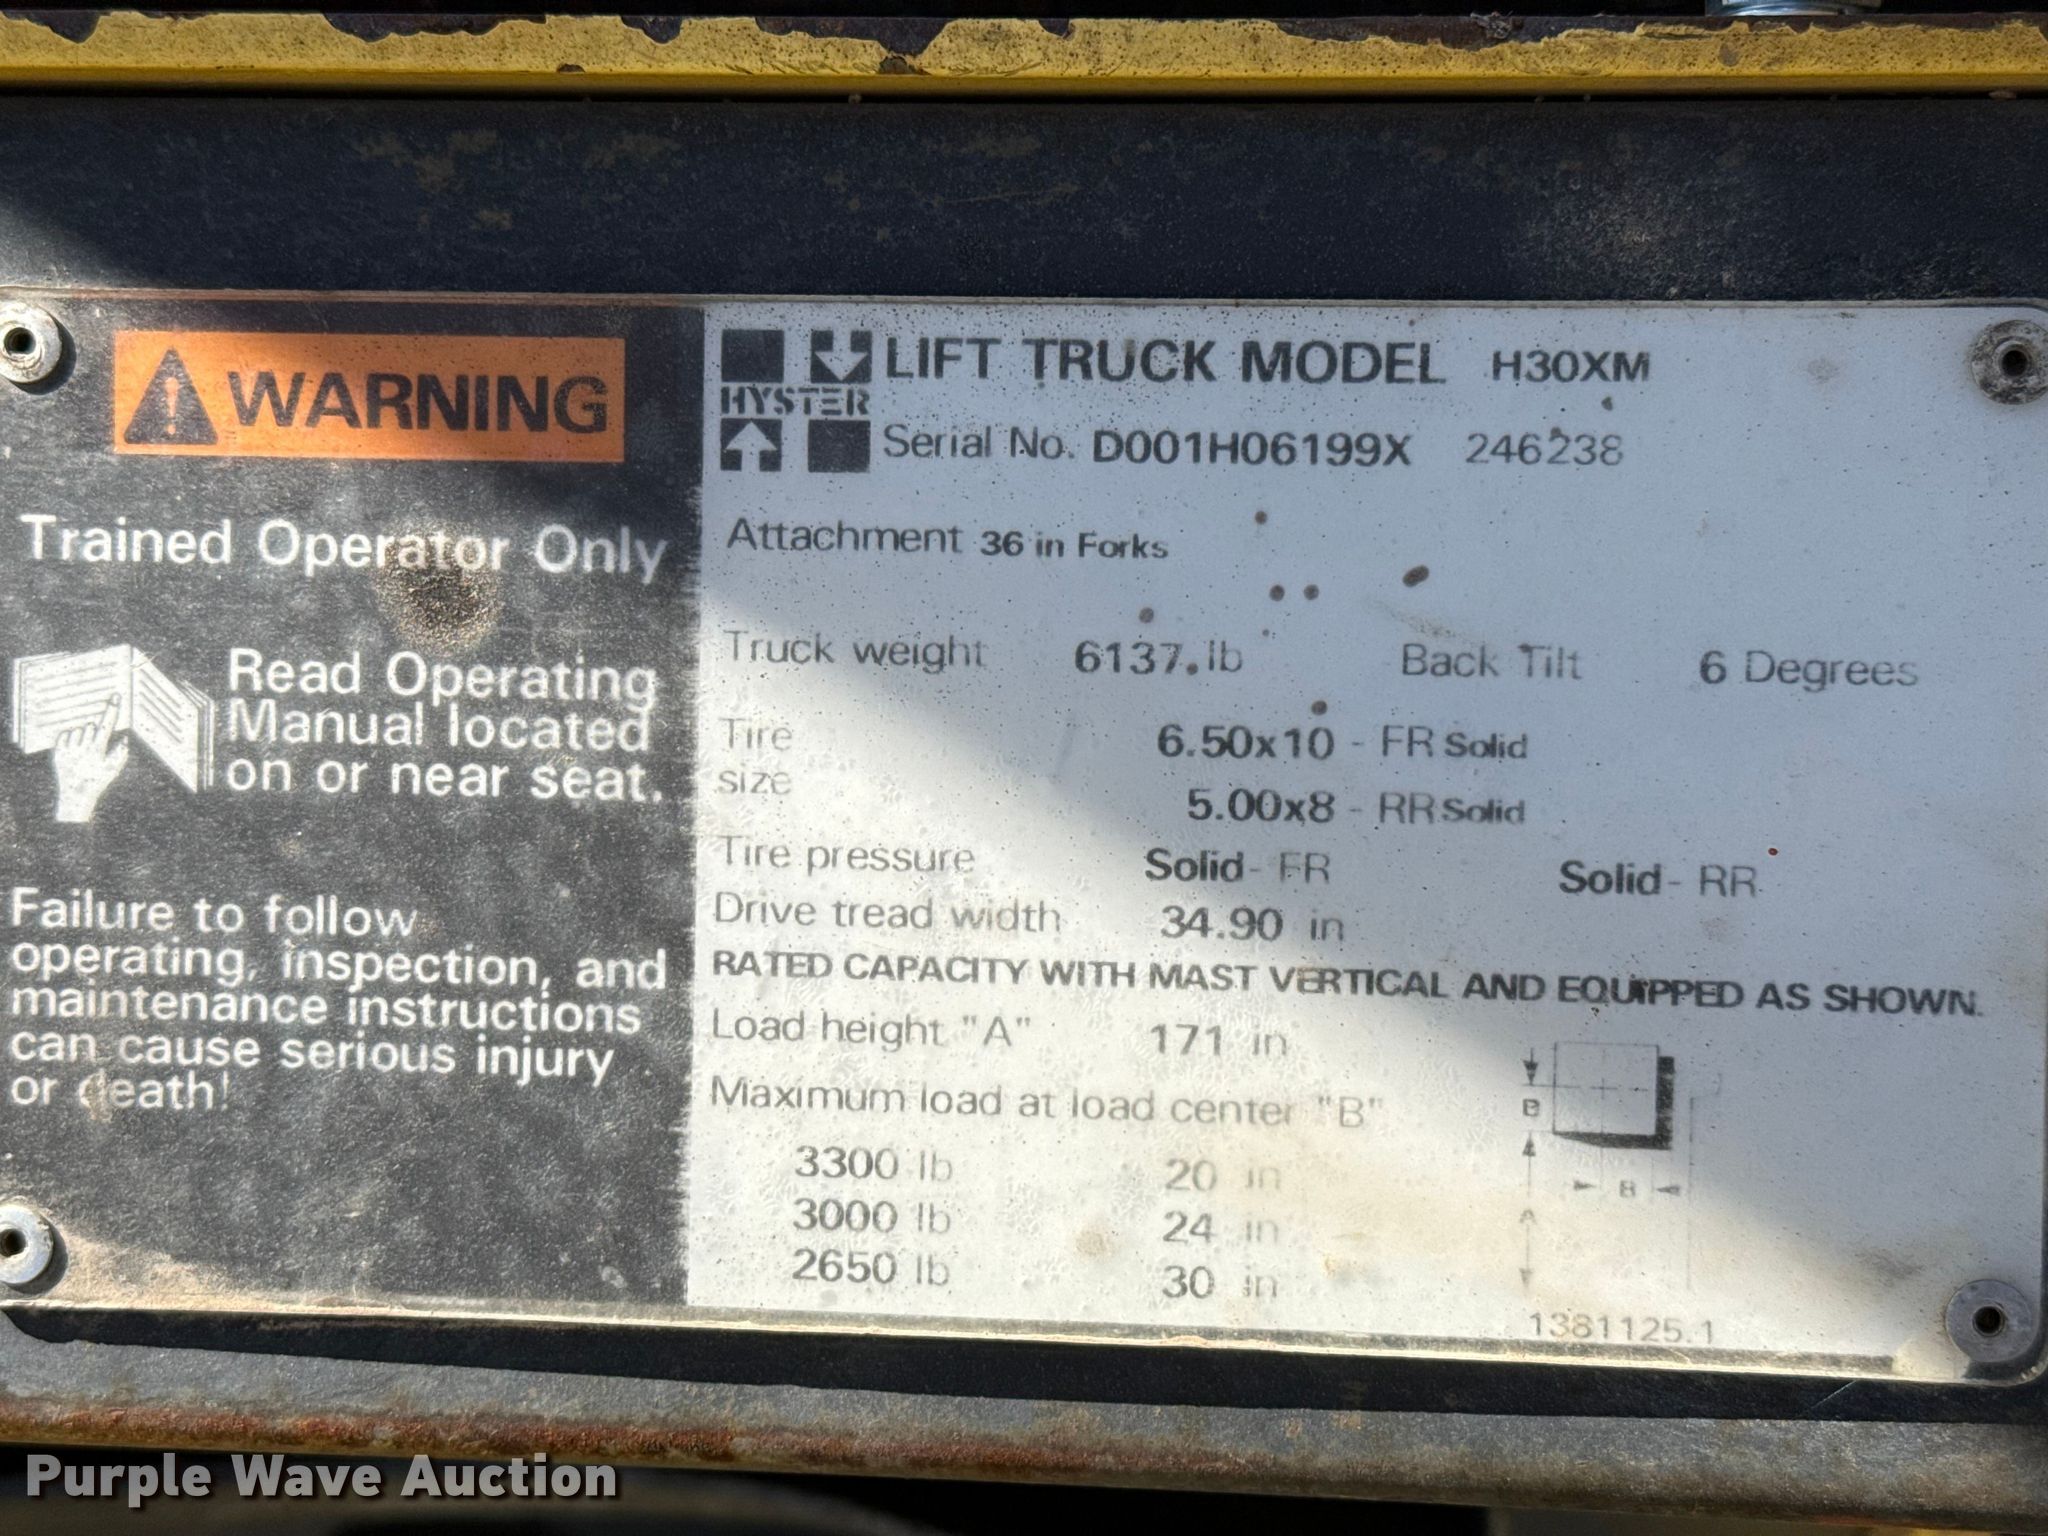 WARNING
Trained Operator Only
Read Operating
Manual located
on or near seat.
Failure to follow
operating, inspection, and
maintenance instructions
can cause serious injury
or death!
HYSTER
LIFT TRUCK MODEL H30XM
Serial No. D001H06199X 246238
Attachment 36 in Forks
Truck weight 6137 lb Back Tilt 6 Degrees
Tire
size
6.50x10 - FR Solid
5.00x8 - RR Solid
Tire pressure Solid - FR Solid - RR
Drive tread width 34.90 in
RATED CAPACITY WITH MAST VERTICAL AND EQUIPPED AS SHOWN.
Load height "A" 171 in
Maximum load at load center "B"
3300 lb 20 in
3000 lb 24 in
2650 lb 30 in
B
B
A
1381125.1
Purple Wave Auction